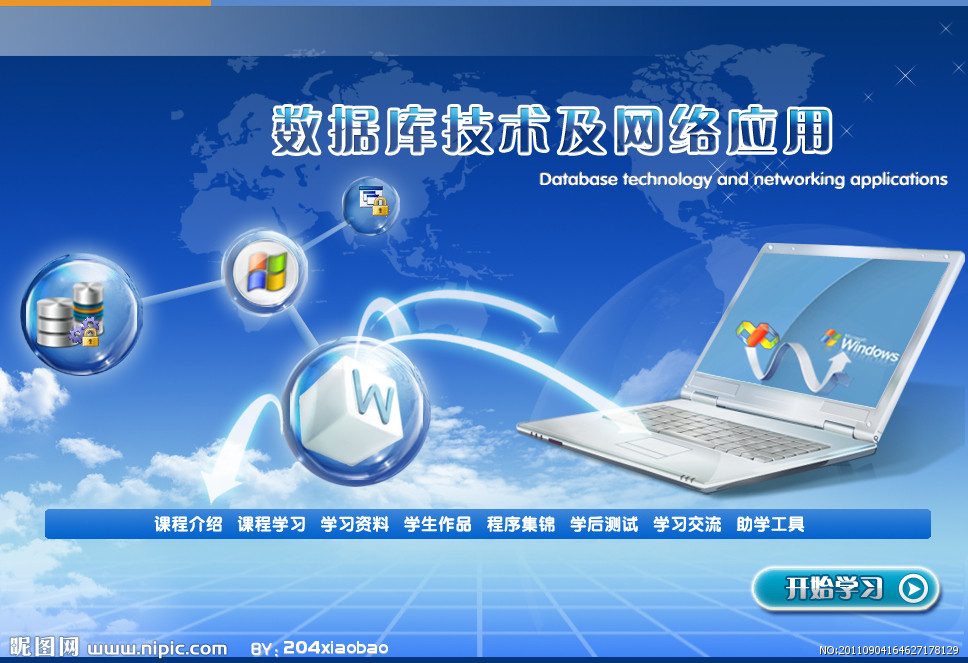 数据库技术及网络应用
Database technology and networking applications
W
Windows
课程介绍 课程学习 学习资料 学生作品 程序集锦 学后测试 学习交流 助学工具
开始学习
昵图网 www.nipic.com BY: 204xiaobao
NO:20110904164627178129